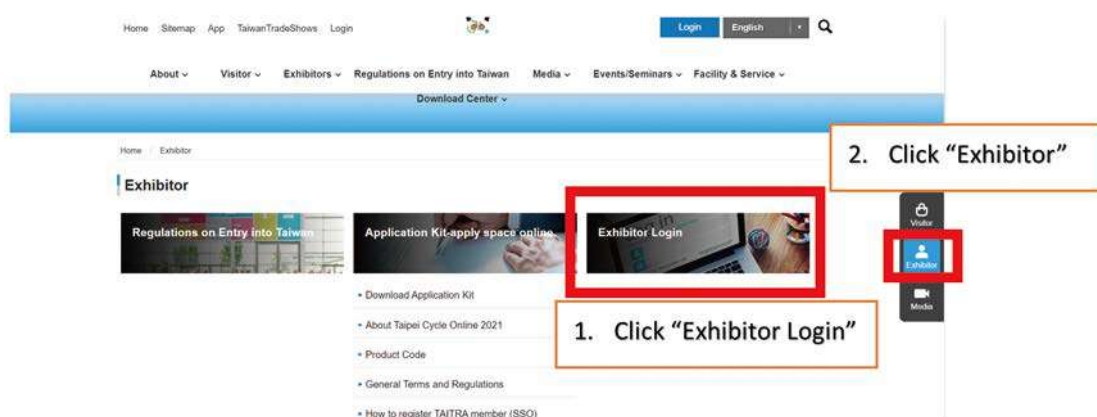 Home Sitemap App TaiwanTradeShows Login
Login English
About Visitor Exhibitors Regulations on Entry into Taiwan Media Events/Seminars Facility & Service
Download Center
Home / Exhibitor
2. Click “Exhibitor”
Exhibitor
Regulations on Entry into Taiwan
Application Kit-apply space online.
Exhibitor Login
Visitor
Exhibitor
Media
• Download Application Kit
• About Taipei Cycle Online 2021
1. Click “Exhibitor Login”
• Product Code
• General Terms and Regulations
• How to register TAITRA member (SSO)